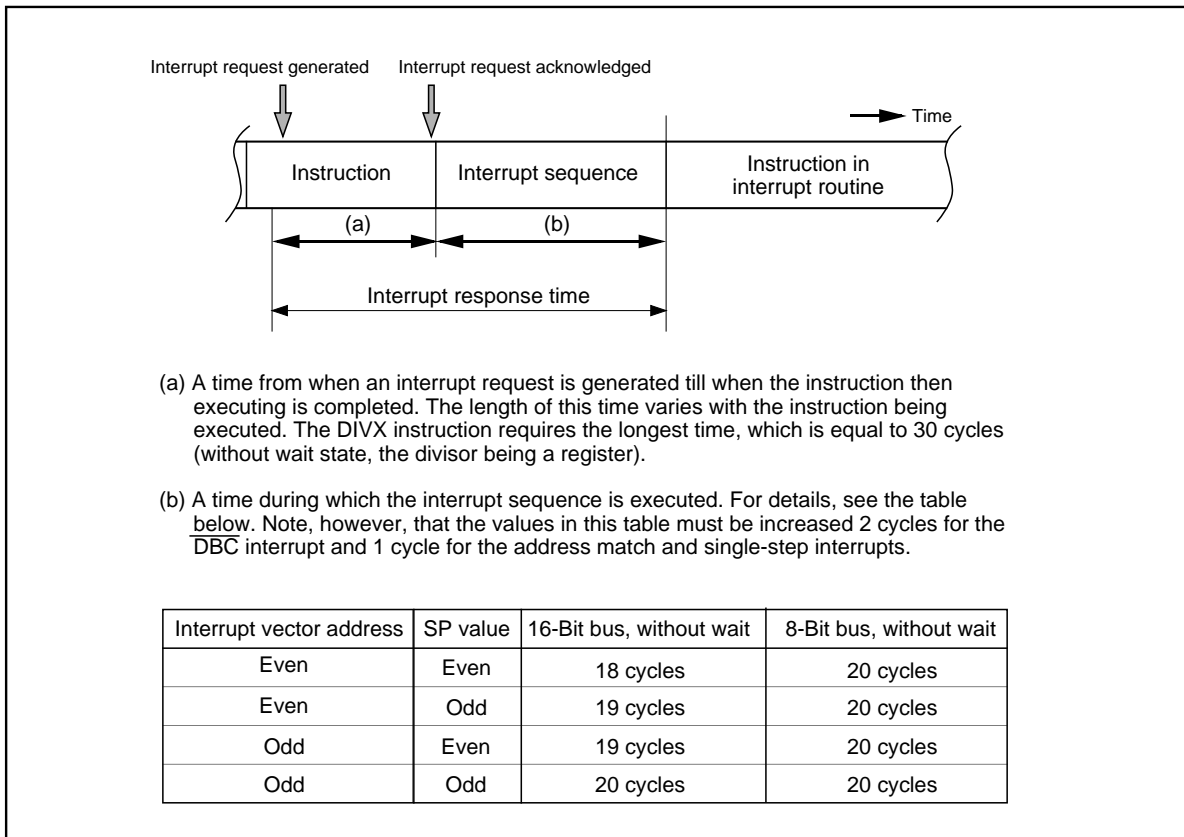 Interrupt request generated
Interrupt request acknowledged
Time
Instruction
Interrupt sequence
Instruction in
interrupt routine
(a)
(b)
Interrupt response time
(a) A time from when an interrupt request is generated till when the instruction then
executing is completed. The length of this time varies with the instruction being
executed. The DIVX instruction requires the longest time, which is equal to 30 cycles
(without wait state, the divisor being a register).
(b) A time during which the interrupt sequence is executed. For details, see the table
below. Note, however, that the values in this table must be increased 2 cycles for the
DBC interrupt and 1 cycle for the address match and single-step interrupts.
Interrupt vector address SP value 16-Bit bus, without wait 8-Bit bus, without wait
Even Even 18 cycles 20 cycles
Even Odd 19 cycles 20 cycles
Odd Even 19 cycles 20 cycles
Odd Odd 20 cycles 20 cycles